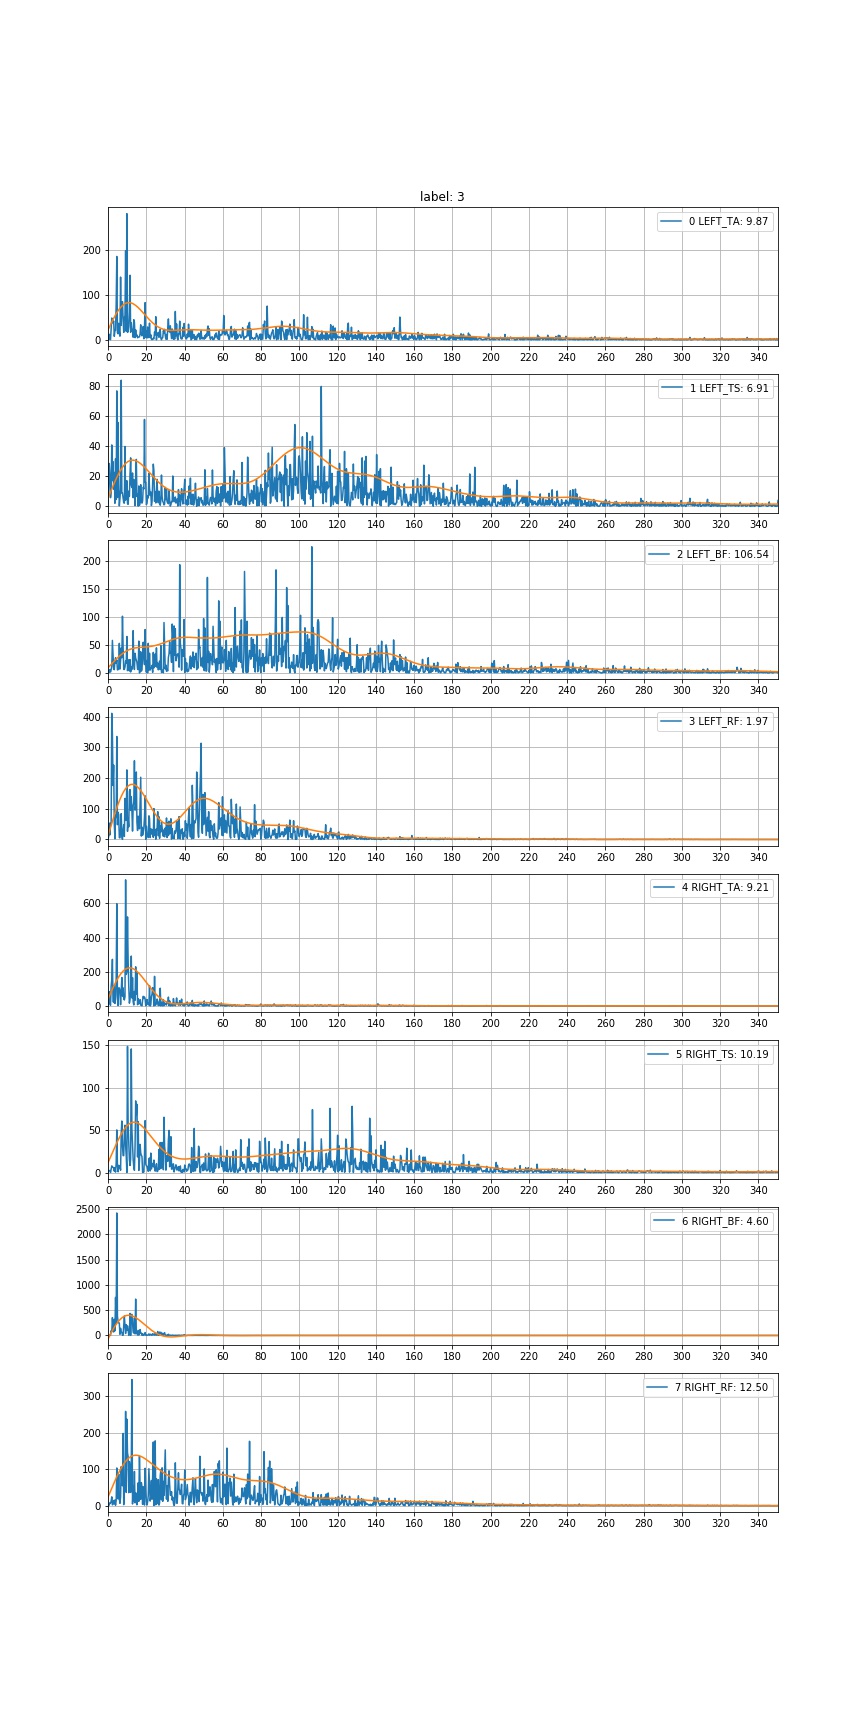 label: 3
0 LEFT_TA: 9.87
200
100
0
0 20 40 60 80 100 120 140 160 180 200 220 240 260 280 300 320 340
1 LEFT_TS: 6.91
80
60
40
20
0
0 20 40 60 80 100 120 140 160 180 200 220 240 260 280 300 320 340
2 LEFT_BF: 106.54
200
150
100
50
0
0 20 40 60 80 100 120 140 160 180 200 220 240 260 280 300 320 340
3 LEFT_RF: 1.97
400
300
200
100
0
0 20 40 60 80 100 120 140 160 180 200 220 240 260 280 300 320 340
4 RIGHT_TA: 9.21
600
400
200
0
0 20 40 60 80 100 120 140 160 180 200 220 240 260 280 300 320 340
5 RIGHT_TS: 10.19
150
100
50
0
0 20 40 60 80 100 120 140 160 180 200 220 240 260 280 300 320 340
6 RIGHT_BF: 4.60
2500
2000
1500
1000
500
0
0 20 40 60 80 100 120 140 160 180 200 220 240 260 280 300 320 340
7 RIGHT_RF: 12.50
300
200
100
0
0 20 40 60 80 100 120 140 160 180 200 220 240 260 280 300 320 340